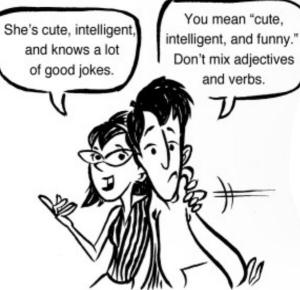 She's cute, intelligent,
and knows a lot
of good jokes.
You mean "cute,
intelligent, and funny."
Don't mix adjectives
and verbs.